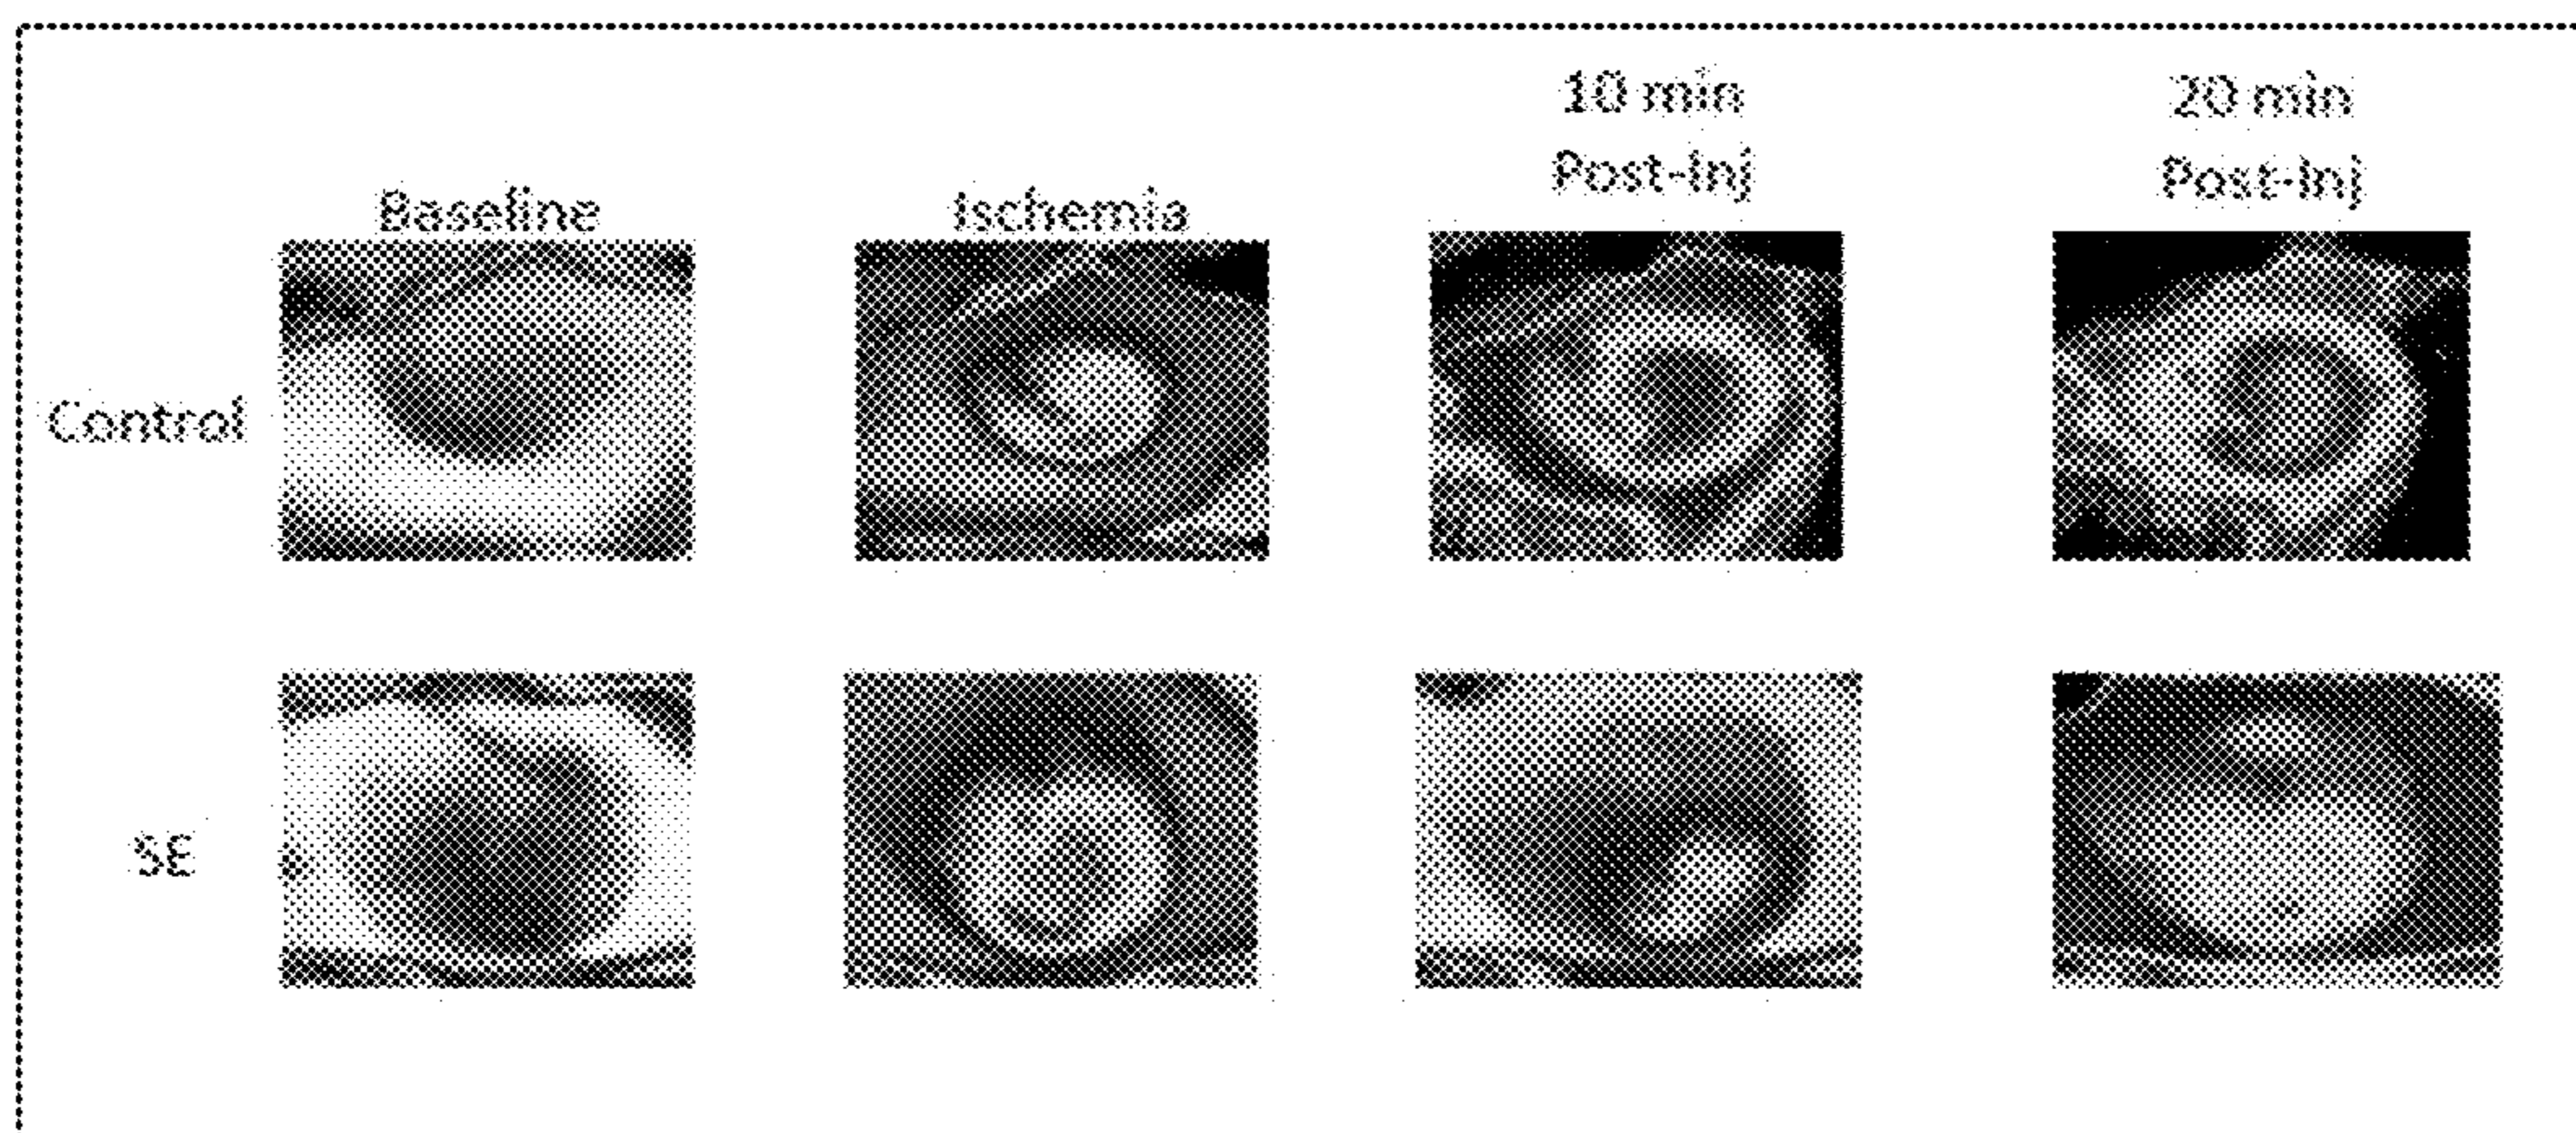 10 min
Post-Inj
20 min
Post-Inj
Baseline
Ischemia
Control
SE